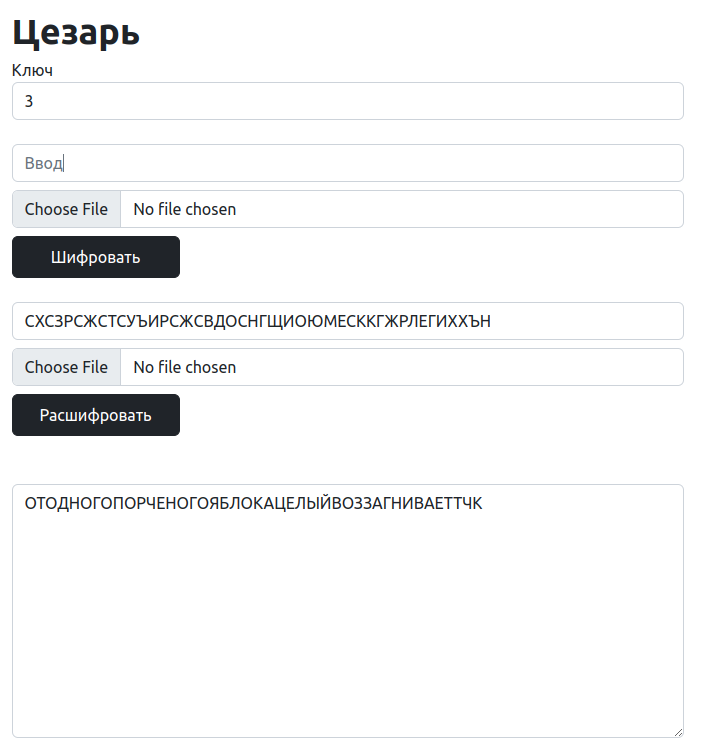 Цезарь
Ключ
3
Ввод
Choose File No file chosen
Шифровать
СХСЗРСЖСТСУЪИРСЖСВДОСНГЩИОЮМЕСККГЖРЛЕГИХХЪН
Choose File No file chosen
Расшифровать
ОТОДНОГОПОРЧЕНОГОЯБЛОКАЦЕЛЫЙВОЗЗАГНИВАЕТТЧК